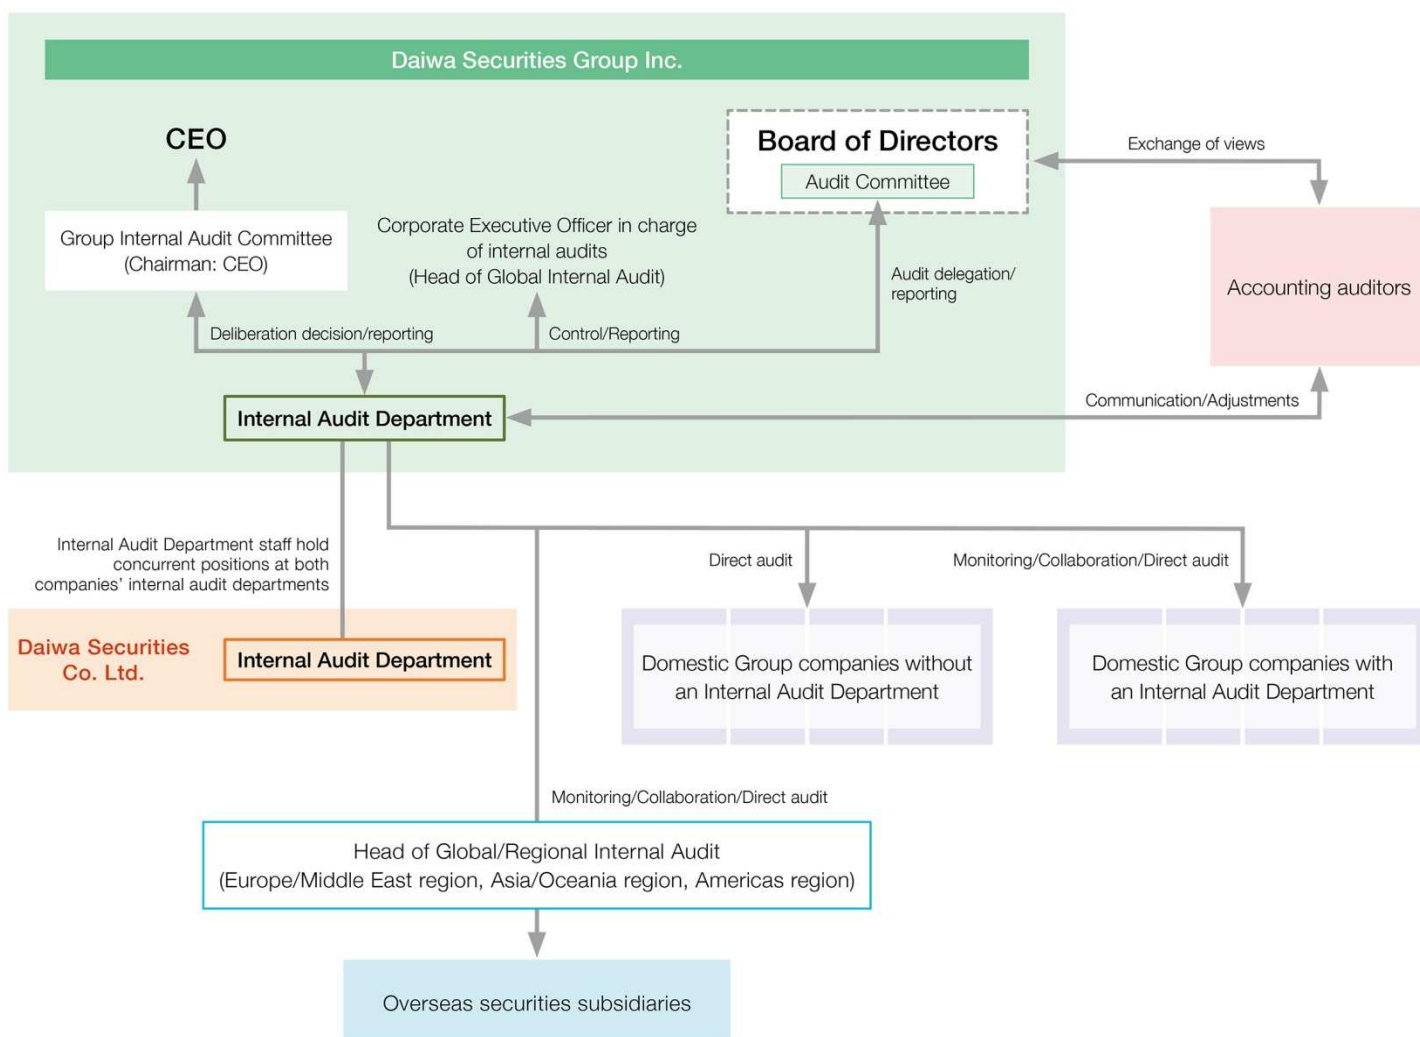 Daiwa Securities Group Inc.
CEO
Board of Directors
Audit Committee
Exchange of views
Group Internal Audit Committee
(Chairman: CEO)
Corporate Executive Officer in charge
of internal audits
(Head of Global Internal Audit)
Audit delegation/
reporting
Accounting auditors
Deliberation decision/reporting
Control/Reporting
Internal Audit Department
Communication/Adjustments
Internal Audit Department staff hold
concurrent positions at both
companies’ internal audit departments
Direct audit
Monitoring/Collaboration/Direct audit
Daiwa Securities
Co. Ltd.
Internal Audit Department
Domestic Group companies without
an Internal Audit Department
Domestic Group companies with
an Internal Audit Department
Monitoring/Collaboration/Direct audit
Head of Global/Regional Internal Audit
(Europe/Middle East region, Asia/Oceania region, Americas region)
Overseas securities subsidiaries